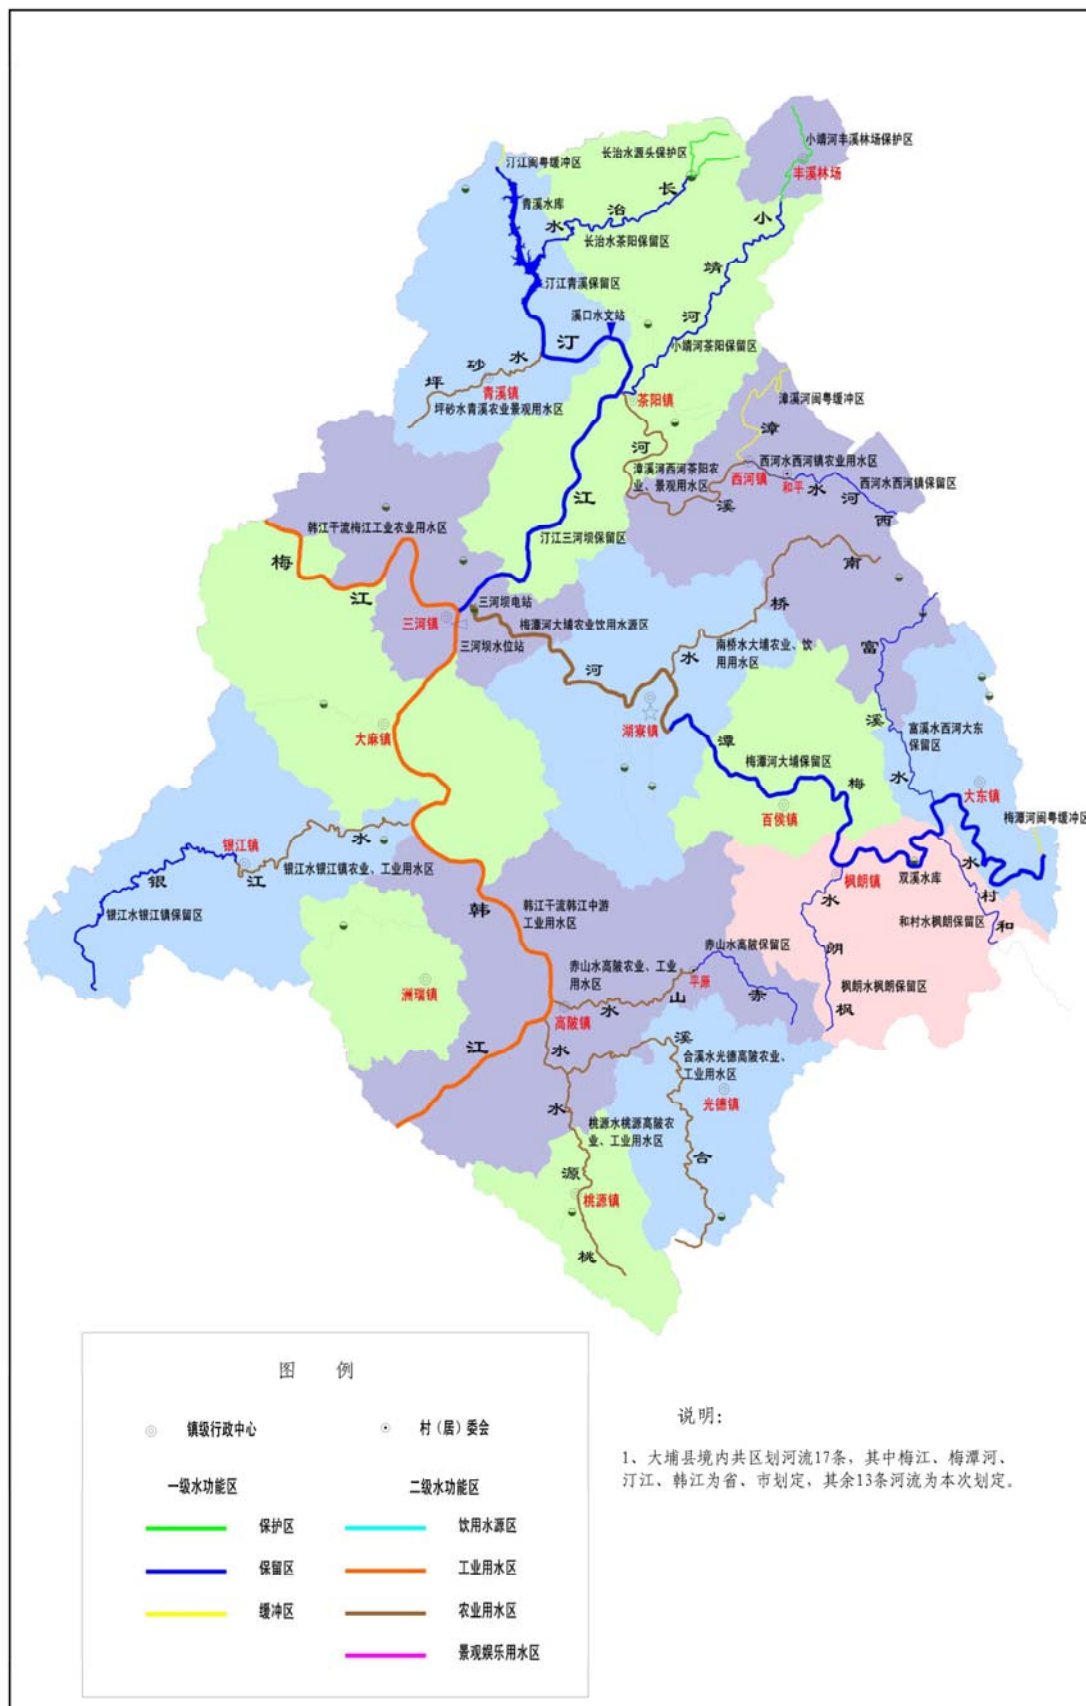 小靖河丰溪林场保护区
长治水源头保护区
汀江闽粤缓冲区
丰溪林场
长
治
水
小
青溪水库
长治水茶阳保留区
靖
汀江青溪保留区
溪口水文站
河
汀
小靖河茶阳保留区
水
砂
坪
青溪镇
茶阳镇
坪砂水青溪农业景观用水区
漳溪河闽粤缓冲区
漳
河
西河水西河镇农业用水区
漳溪河西河茶阳农
业、景观用水区
西河镇
和平
西河水西河镇保留区
水
河
西
溪
江
韩江干流梅江工业农业用水区
汀江三河坝保留区
梅
江
南
桥
三河坝电站
三河镇
梅潭河大埔农业饮用水源区
三河坝水位站
河
水
南桥水大埔农业、饮
用用水区
富
溪
水
湖寮镇
潭
大麻镇
富溪水西河大东
保留区
梅潭河大埔保留区
梅
大东镇
百侯镇
梅潭河闽粤缓冲区
水
银江镇
银江水银江镇农业、工业用水区
江
银
枫朗镇
双溪水库
水
村
和
韩
银江水银江镇保留区
韩江干流韩江中游
工业用水区
水
和村水枫朗保留区
赤山水高陂保留区
朗
赤山水高陂农业、工业
用水区
平原
洲瑞镇
枫朗水枫朗保留区
水
山
赤
枫
高陂镇
江
水
溪
合溪水光德高陂农业、
工业用水区
光德镇
水
桃源水桃源高陂农
业、工业用水区
合
源
桃源镇
桃
图 例
镇级行政中心 村（居）委会
一级水功能区 二级水功能区
保护区 饮用水源区
保留区 工业用水区
缓冲区 农业用水区
景观娱乐用水区
说明：
1、大埔县境内共区划河流17条，其中梅江、梅潭河、
汀江、韩江为省、市划定，其余13条河流为本次划定。